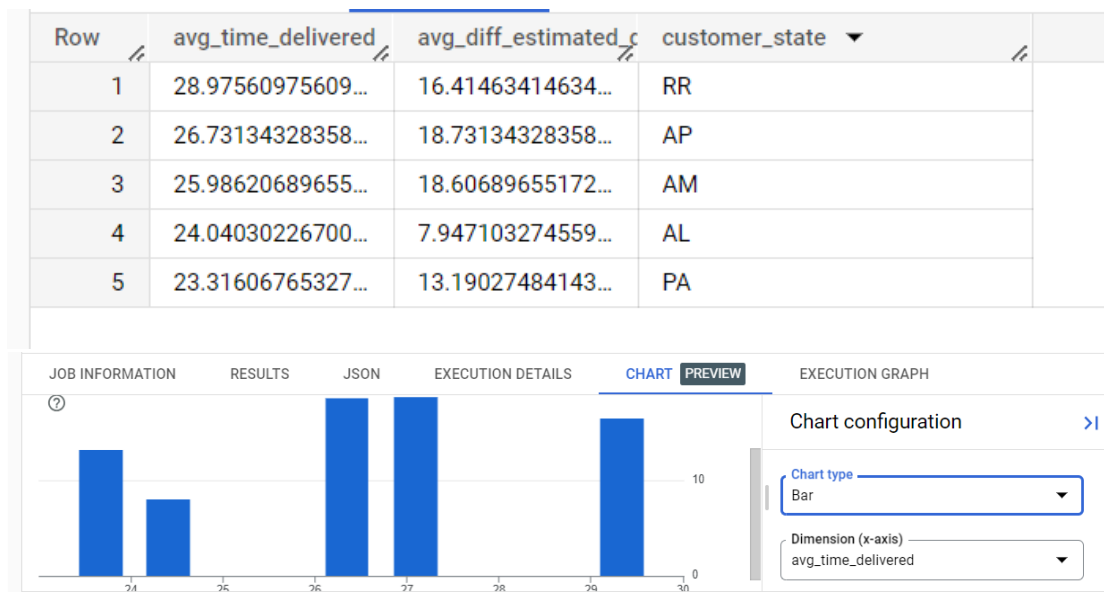 Row avg_time_delivered avg_diff_estimated_d customer_state
1 28.97560975609... 16.41463414634... RR
2 26.73134328358... 18.73134328358... AP
3 25.98620689655... 18.60689655172... AM
4 24.04030226700... 7.947103274559... AL
5 23.31606765327... 13.19027484143... PA
JOB INFORMATION RESULTS JSON EXECUTION DETAILS CHART PREVIEW EXECUTION GRAPH
Chart configuration
10
Chart type
Bar
Dimension (x-axis)
avg_time_delivered
0
24 25 26 27 28 29 30